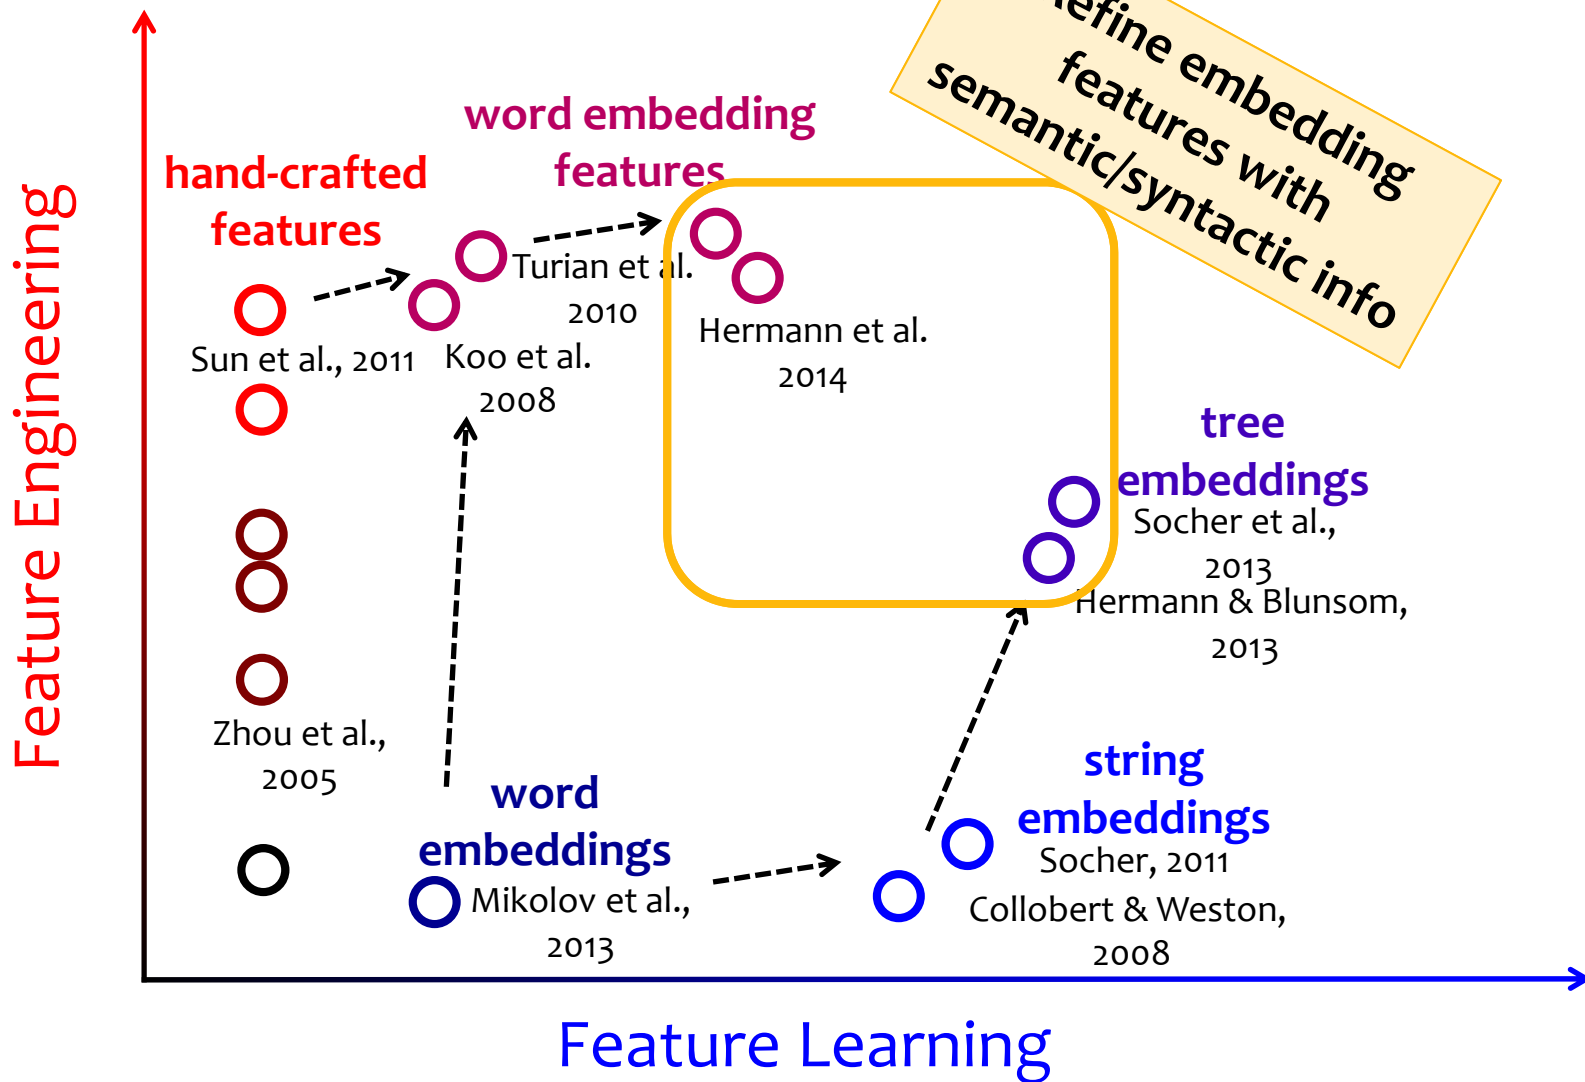 efine embedding
features with
semantic/syntactic info
word embedding
features
hand-crafted
features
Turian et al.
2010
Hermann et al.
2014
Sun et al., 2011
Koo et al.
2008
tree
embeddings
Socher et al.,
2013
Hermann & Blunsom,
2013
Zhou et al.,
2005
word
embeddings
Mikolov et al.,
2013
string
embeddings
Socher, 2011
Collobert & Weston,
2008
Feature Engineering
Feature Learning